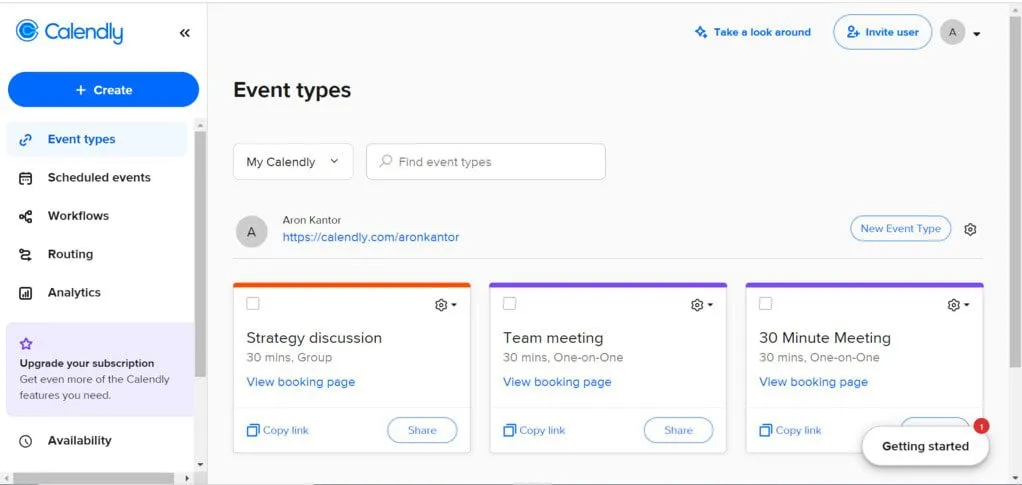 Calendly
Take a look around
Invite user
A
+ Create
Event types
Event types
Scheduled events
Workflows
Routing
Analytics
Upgrade your subscription
Get even more of the Calendly
features you need.
Availability
My Calendly
Find event types
A
Aron Kantor
https://calendly.com/aronkantor
New Event Type
Strategy discussion
30 mins, Group
View booking page
Copy link
Share
Team meeting
30 mins, One-on-One
View booking page
Copy link
Share
30 Minute Meeting
30 mins, One-on-One
View booking page
Copy link
Getting started
1